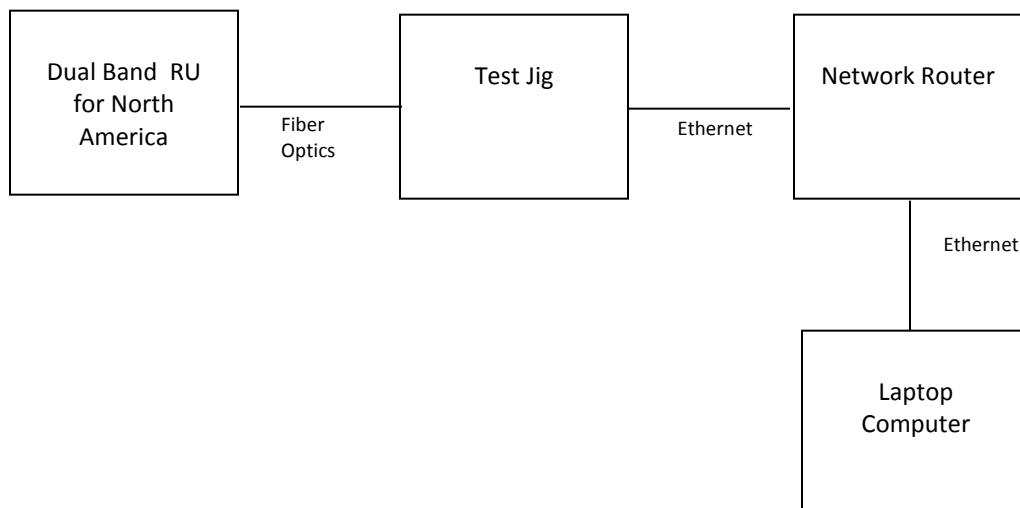 Dual Band  RU
for North
America
Fiber
Optics
Test Jig
Ethernet
Network Router
Ethernet
Laptop
Computer